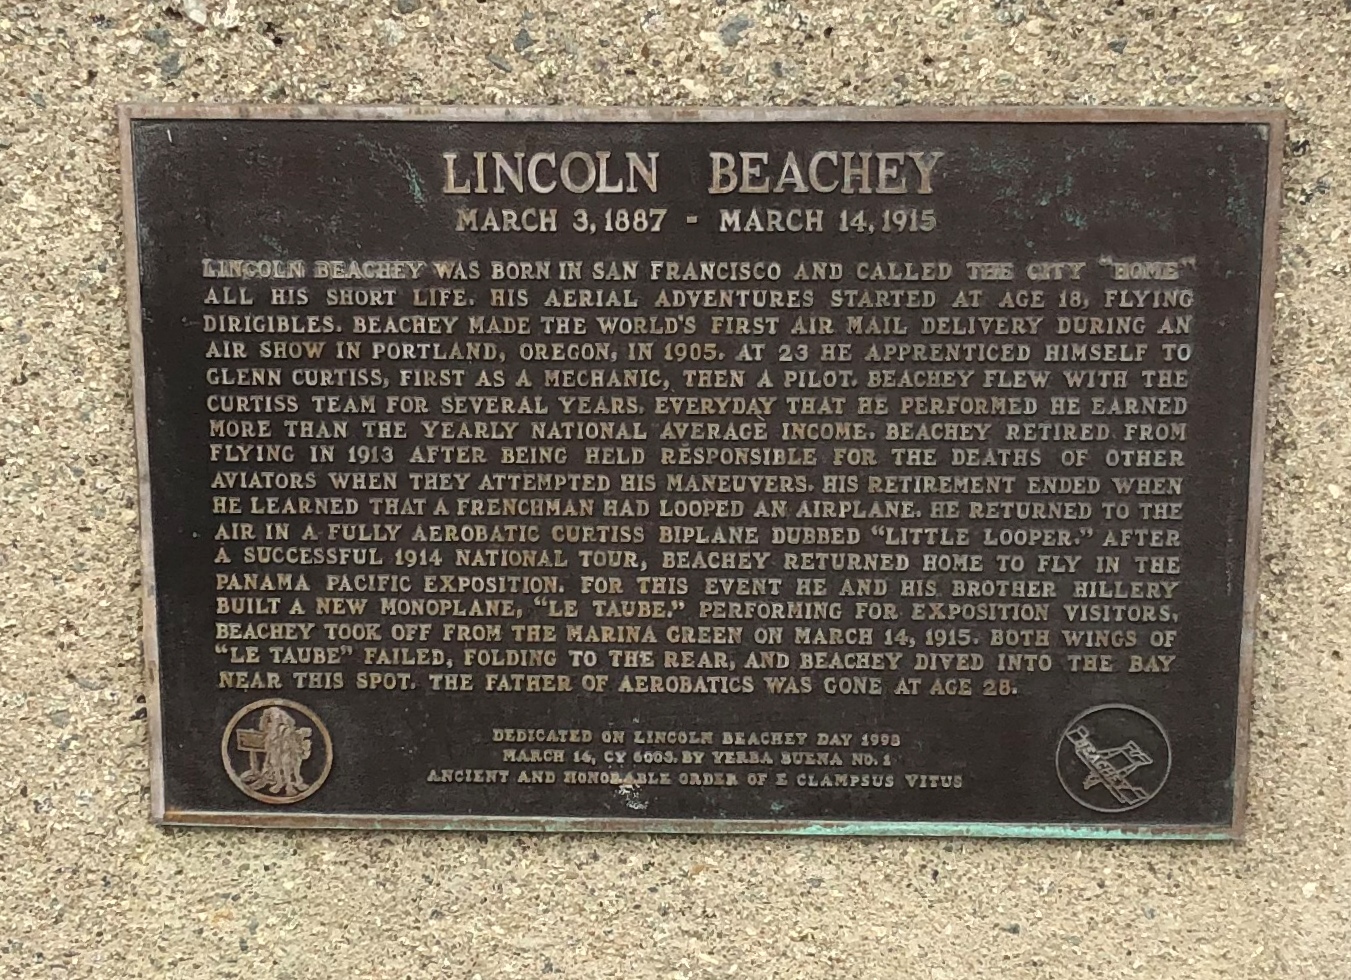 LINCOLN BEACHEY
MARCH 3, 1887 - MARCH 14, 1915
LINCOLN BEACHEY WAS BORN IN SAN FRANCISCO AND CALLED THE CITY "HOME"
ALL HIS SHORT LIFE. HIS AERIAL ADVENTURES STARTED AT AGE 18, FLYING
DIRIGIBLES. BEACHEY MADE THE WORLD'S FIRST AIR MAIL DELIVERY DURING AN
AIR SHOW IN PORTLAND, OREGON, IN 1905. AT 23 HE APPRENTICED HIMSELF TO
GLENN CURTISS, FIRST AS A MECHANIC, THEN A PILOT. BEACHEY FLEW WITH THE
CURTISS TEAM FOR SEVERAL YEARS. EVERYDAY THAT HE PERFORMED HE EARNED
MORE THAN THE YEARLY NATIONAL AVERAGE INCOME. BEACHEY RETIRED FROM
FLYING IN 1913 AFTER BEING HELD RESPONSIBLE FOR THE DEATHS OF OTHER
AVIATORS WHEN THEY ATTEMPTED HIS MANEUVERS. HIS RETIREMENT ENDED WHEN
HE LEARNED THAT A FRENCHMAN HAD LOOPED AN AIRPLANE. HE RETURNED TO THE
AIR IN A FULLY AEROBATIC CURTISS BIPLANE DUBBED "LITTLE LOOPER." AFTER
A SUCCESSFUL 1914 NATIONAL TOUR, BEACHEY RETURNED HOME TO FLY IN THE
PANAMA PACIFIC EXPOSITION. FOR THIS EVENT HE AND HIS BROTHER HILLERY
BUILT A NEW MONOPLANE, "LE TAUBE." PERFORMING FOR EXPOSITION VISITORS,
BEACHEY TOOK OFF FROM THE MARINA GREEN ON MARCH 14, 1915. BOTH WINGS OF
"LE TAUBE" FAILED, FOLDING TO THE REAR, AND BEACHEY DIVED INTO THE BAY
NEAR THIS SPOT. THE FATHER OF AEROBATICS WAS GONE AT AGE 28.
DEDICATED ON LINCOLN BEACHEY DAY 1998
MARCH 14, CY 6003, BY YERBA BUENA NO. 1
ANCIENT AND HONORABLE ORDER OF E CLAMPSUS VITUS
BEACHEY